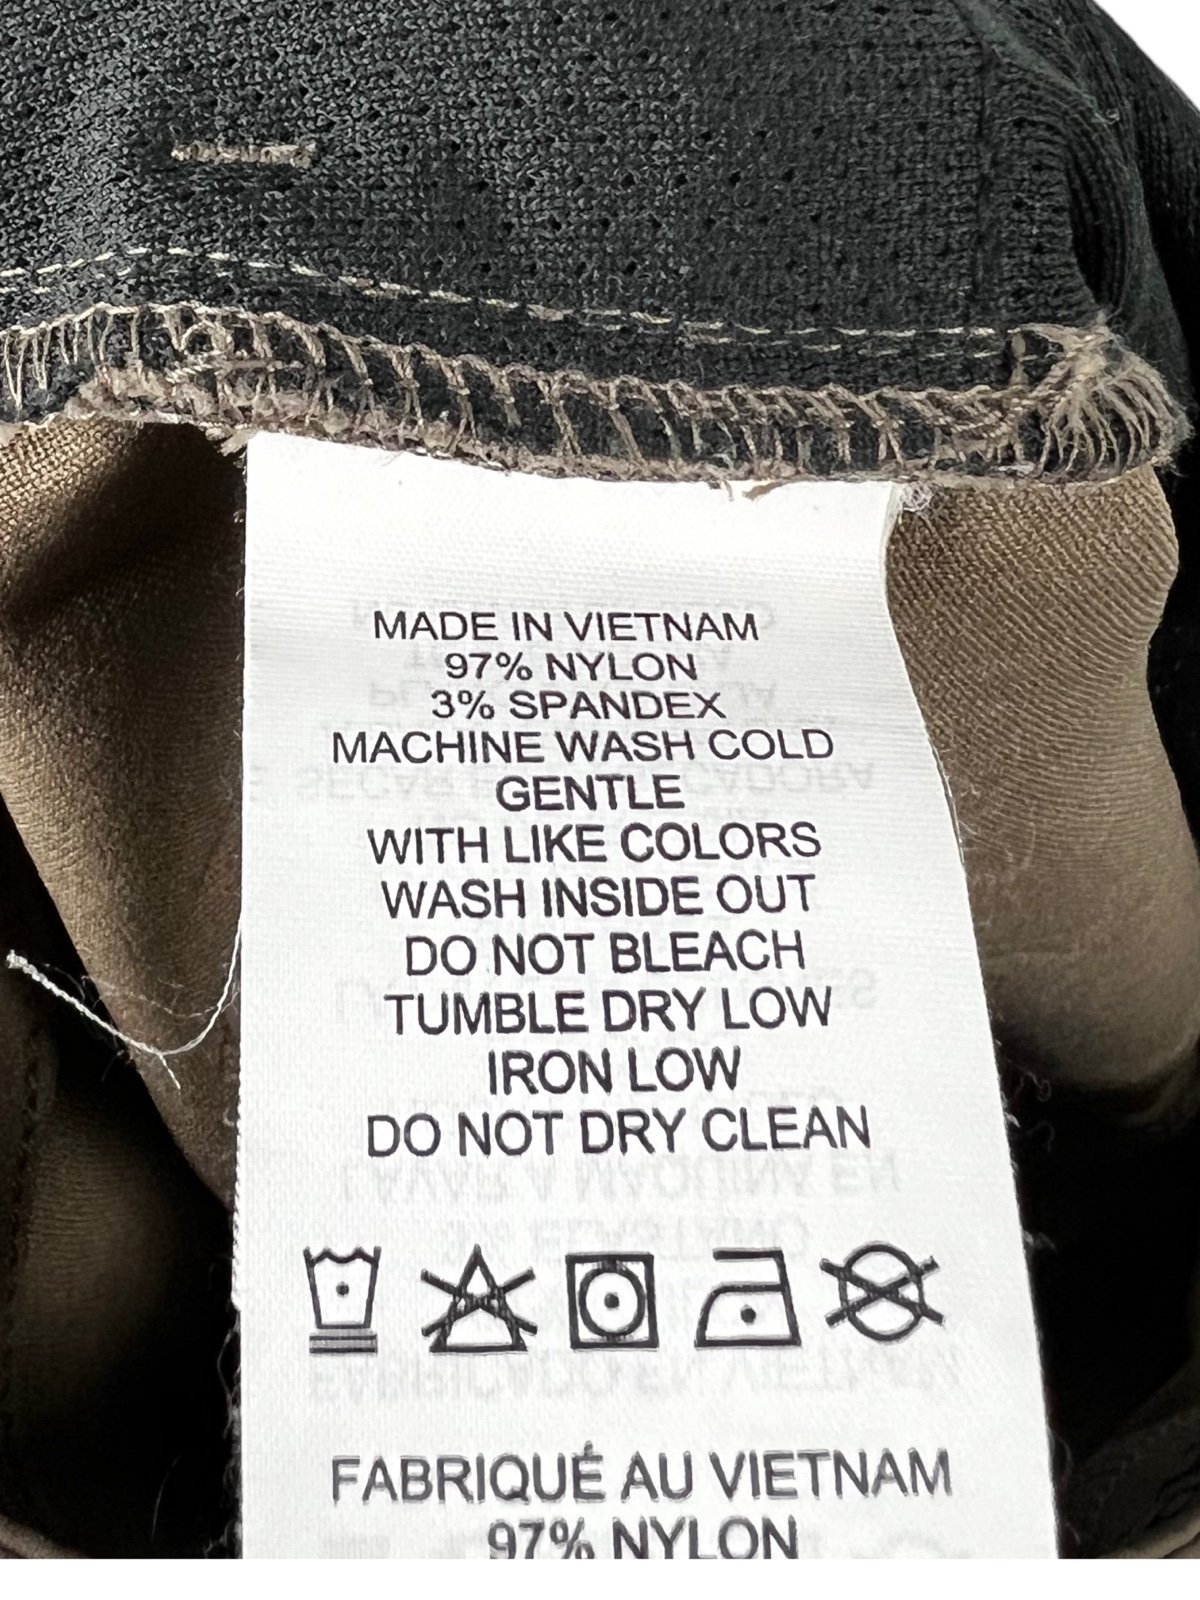 MADE IN VIETNAM
97% NYLON
3% SPANDEX
MACHINE WASH COLD
GENTLE
WITH LIKE COLORS
WASH INSIDE OUT
DO NOT BLEACH
TUMBLE DRY LOW
IRON LOW
DO NOT DRY CLEAN
FABRIQUÉ AU VIETNAM
97% NYLON